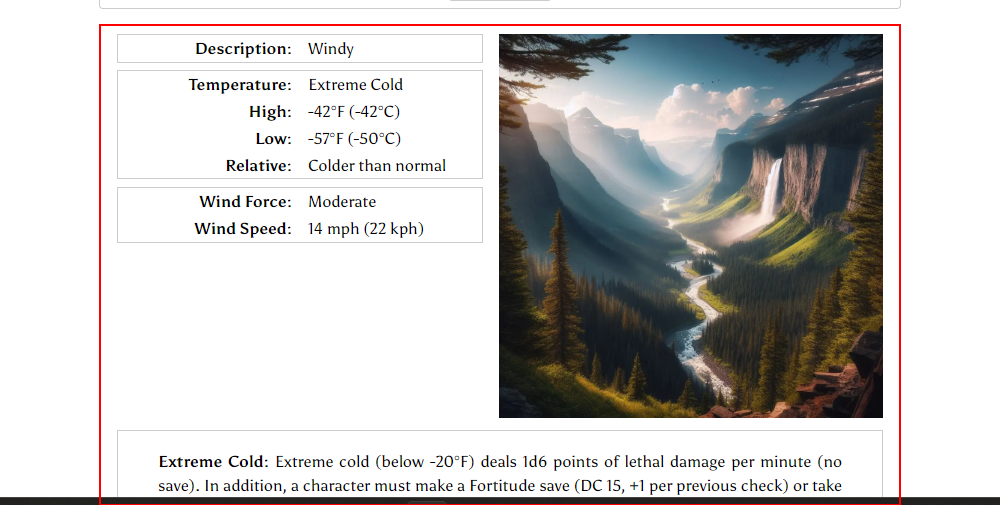 Description: Windy
Temperature: Extreme Cold
High: -42°F (-42°C)
Low: -57°F (-50°C)
Relative: Colder than normal
Wind Force: Moderate
Wind Speed: 14 mph (22 kph)
Extreme Cold: Extreme cold (below -20°F) deals 1d6 points of lethal damage per minute (no
save). In addition, a character must make a Fortitude save (DC 15, +1 per previous check) or take